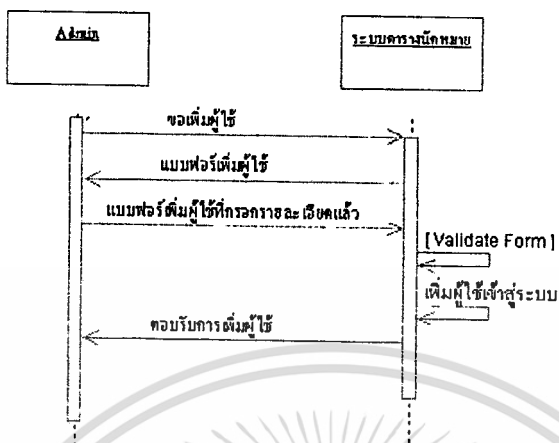 Admin
ระบบตารางนัดหมาย
ขอเพิ่มผู้ใช้
แบบฟอร์เพิ่มผู้ใช้
แบบฟอร์เพิ่มผู้ใช้ที่กรอกรายละเอียดแล้ว
[Validate Form]
เพิ่มผู้ใช้เข้าสู่ระบบ
ตอบรับการเพิ่มผู้ใช้